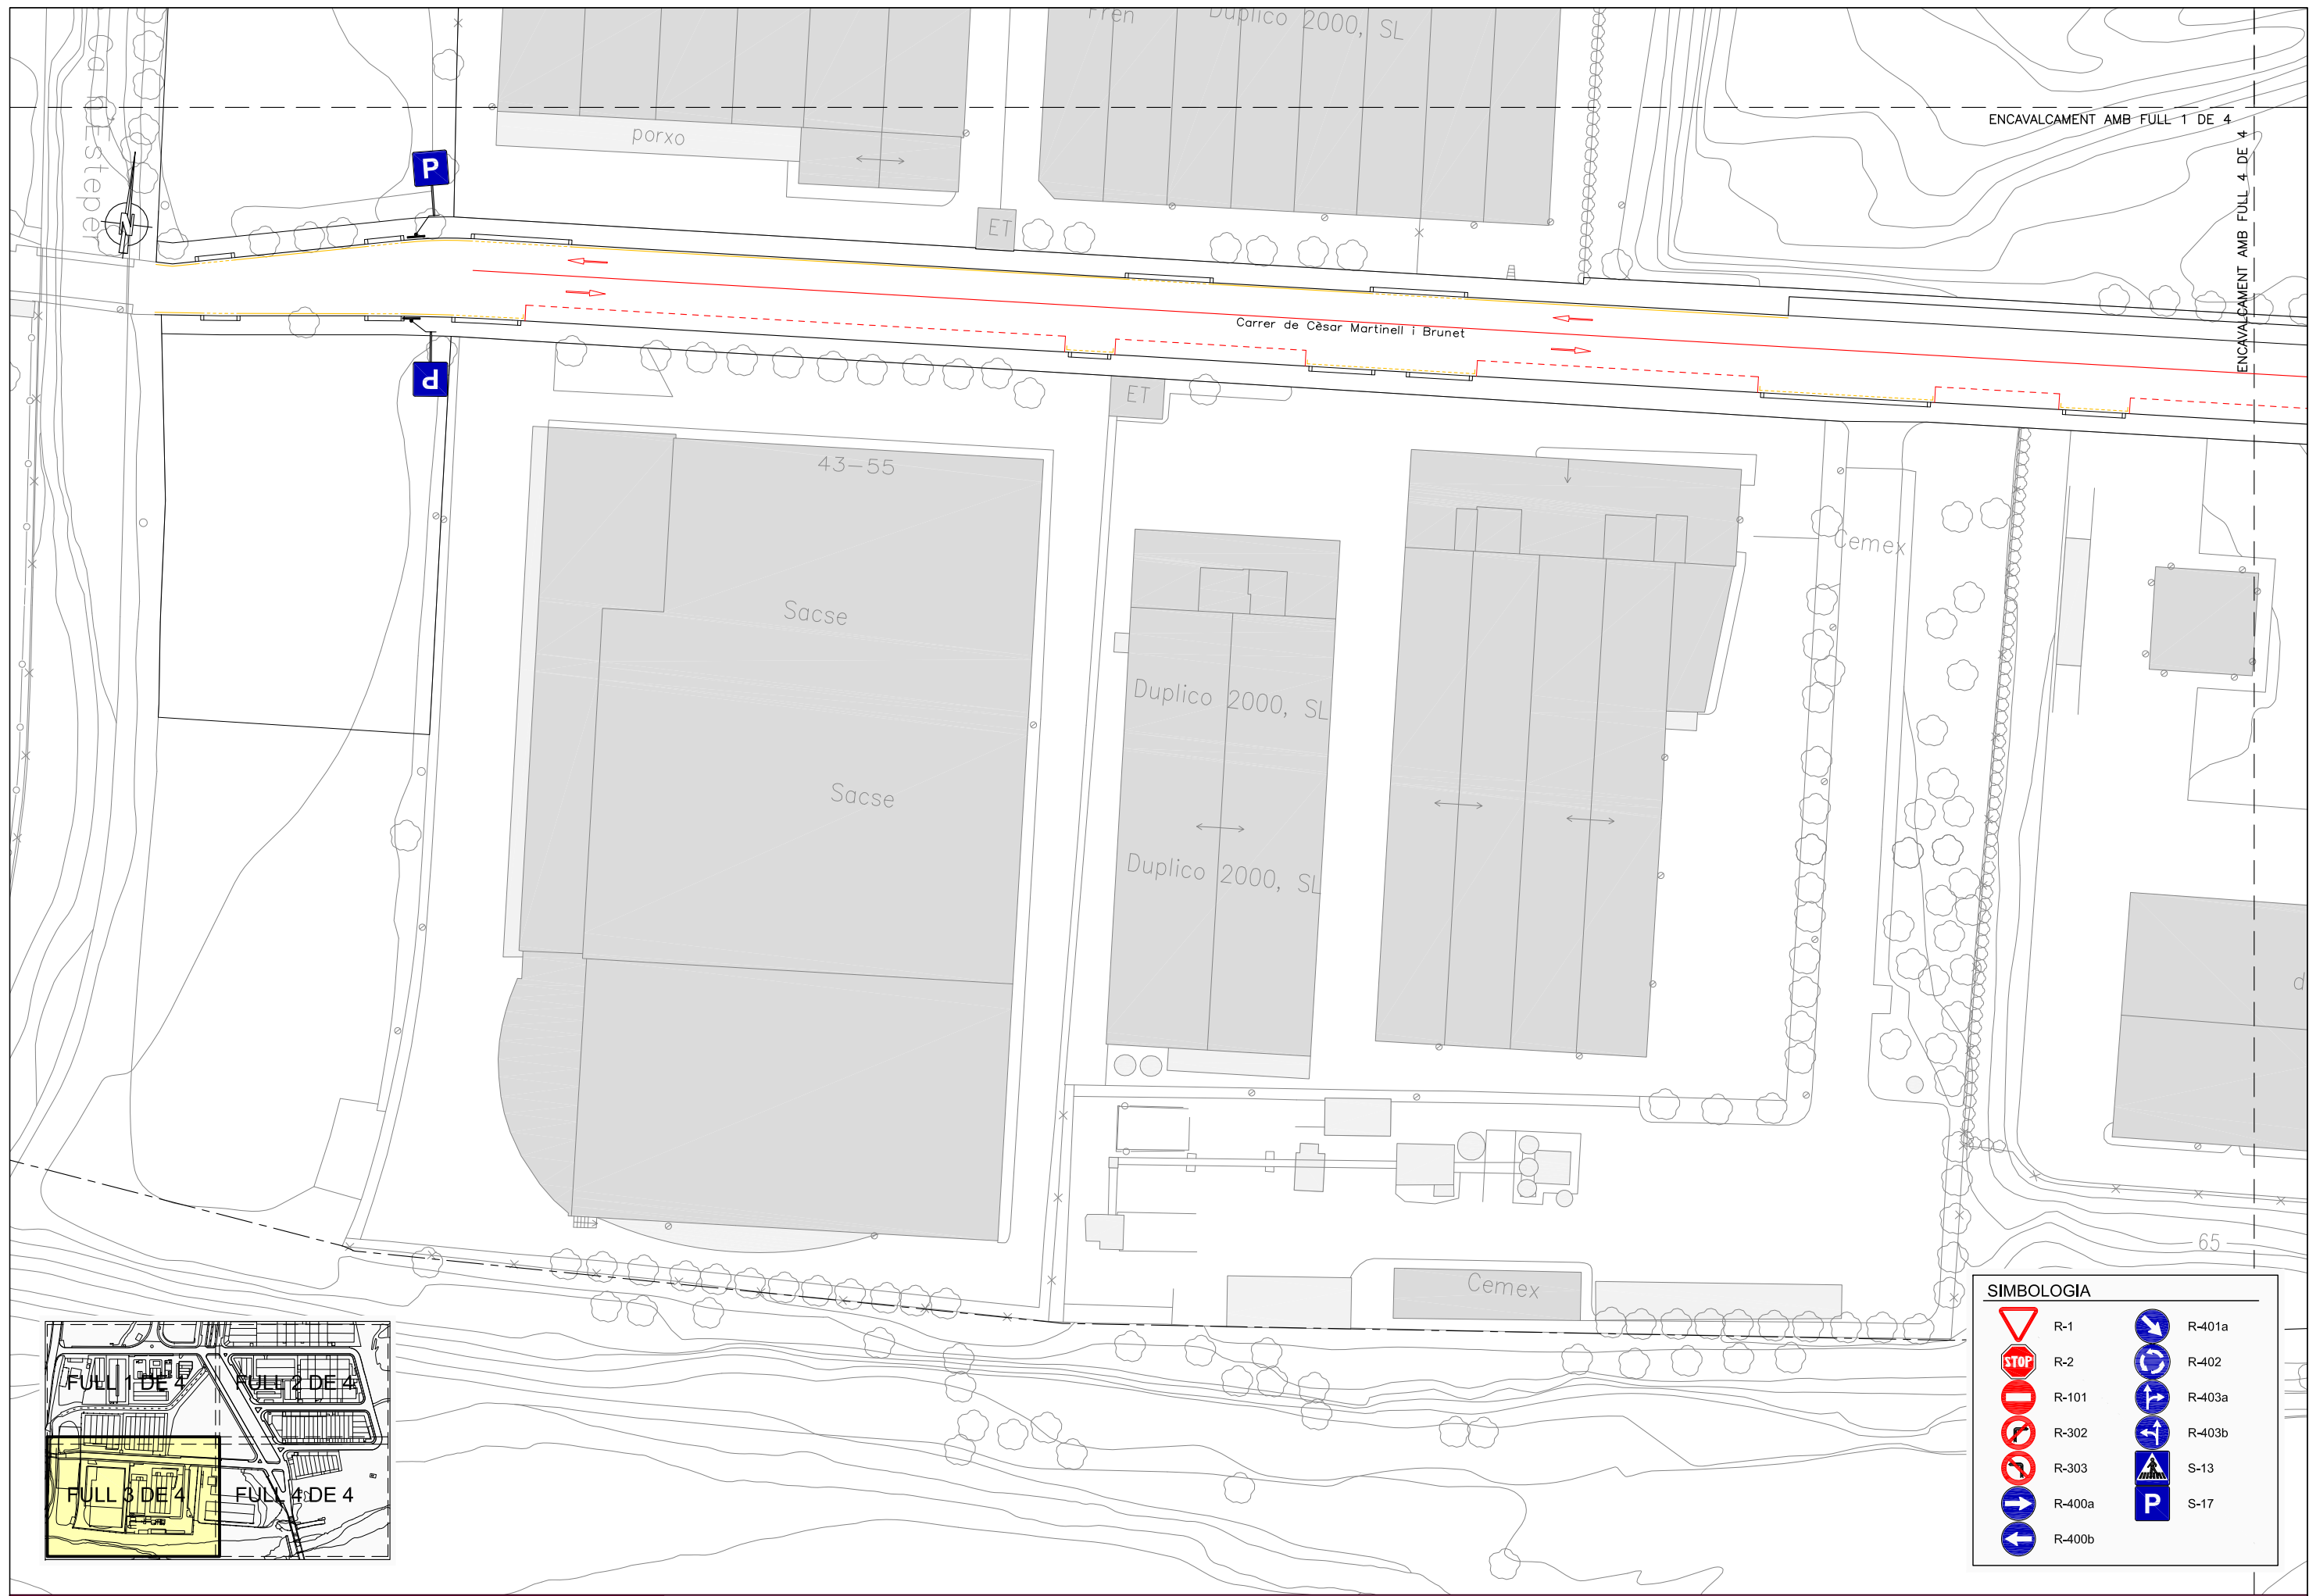 Fren
Duplico 2000, SL
Ca n'Esteper
ENCAVALCAMENT AMB FULL 1 DE 4
ENCAVALCAMENT AMB FULL 4 DE 4
porxo
P
N
ET
Carrer de Cèsar Martinell i Brunet
P
ET
43-55
Cemex
Sacse
Duplico 2000, SL
Sacse
Duplico 2000, SL
d
65
Cemex
SIMBOLOGIA
R-1
STOP R-2
R-101
R-302
R-303
R-400a
R-400b
R-401a
R-402
R-403a
R-403b
S-13
P S-17
FULL 1 DE 4
FULL 2 DE 4
FULL 3 DE 4
FULL 4 DE 4